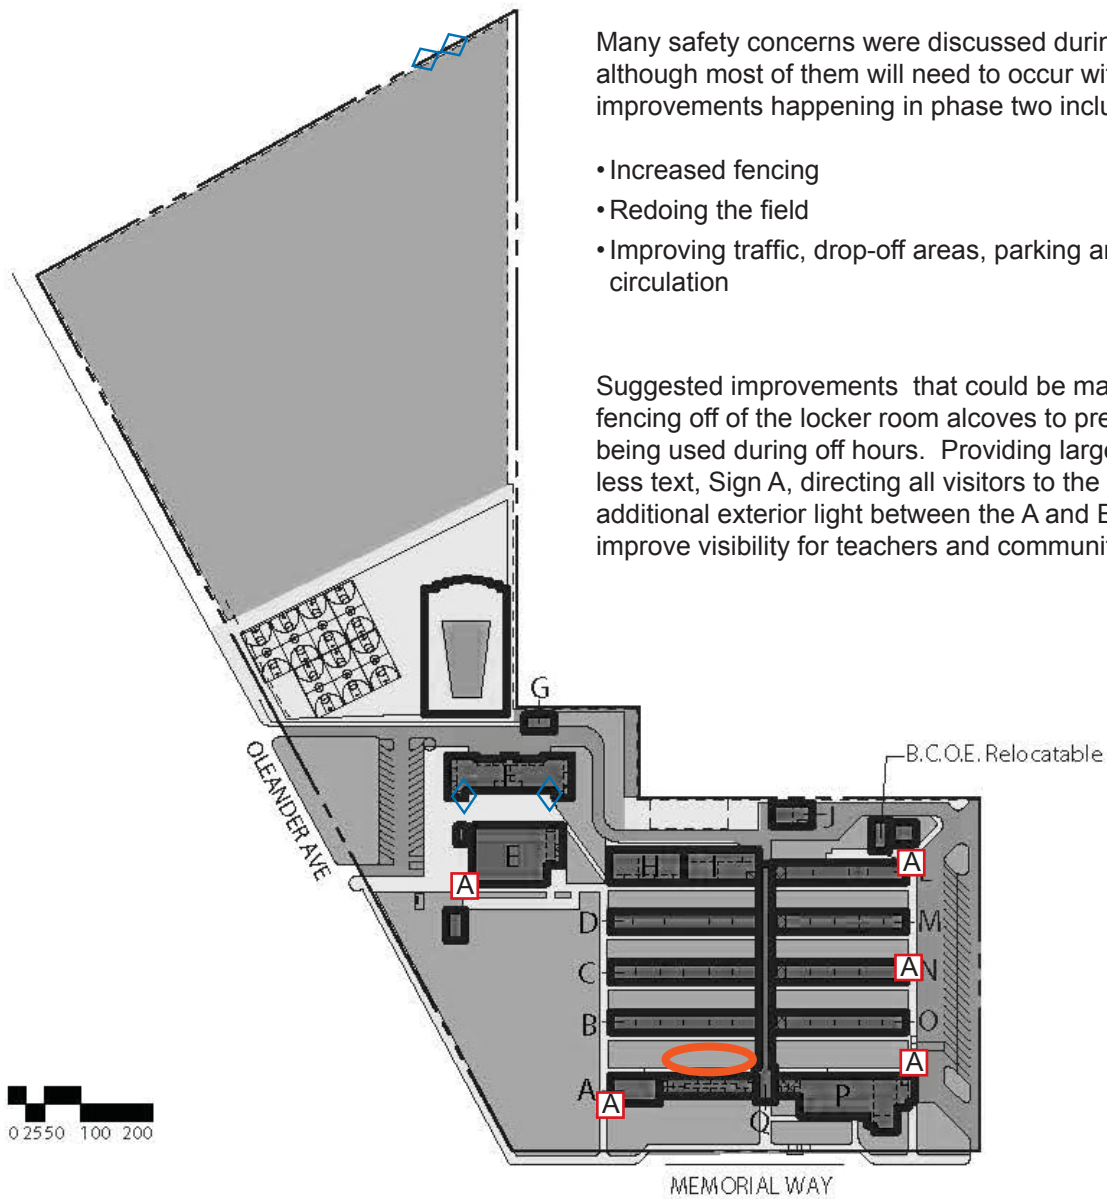 Many safety concerns were discussed durin
although most of them will need to occur wit
improvements happening in phase two inclu
• Increased fencing
• Redoing the field
• Improving traffic, drop-off areas, parking an
circulation
Suggested improvements  that could be ma
fencing off of the locker room alcoves to pre
being used during off hours.  Providing large
less text, Sign A, directing all visitors to the
additional exterior light between the A and B
improve visibility for teachers and communit
G
B.C.O.E. Relocatable
OLEANDER AVE
F
J
E
H
I
A
L
A
D
M
C
A
N
B
O
A
A
A
P
Q
0 25 50 100 200
MEMORIAL WAY